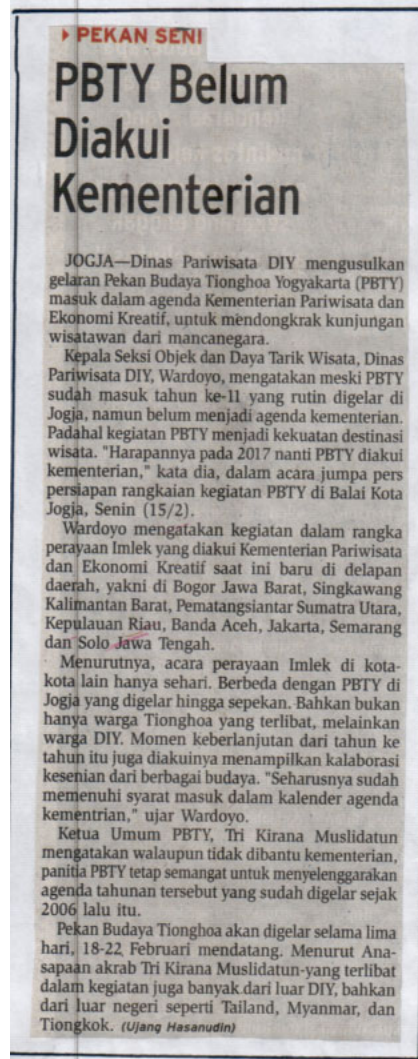 PEKAN SENI
PBTY Belum
Diakui
Kementerian
JOGJA—Dinas Pariwisata DIY mengusulkan
gelaran Pekan Budaya Tionghoa Yogyakarta (PBTY)
masuk dalam agenda Kementerian Pariwisata dan
Ekonomi Kreatif, untuk mendongkrak kunjungan
wisatawan dari mancanegara.
Kepala Seksi Objek dan Daya Tarik Wisata, Dinas
Pariwisata DIY, Wardoyo, mengatakan meski PBTY
sudah masuk tahun ke-11 yang rutin digelar di
Jogja, namun belum menjadi agenda kementerian.
Padahal kegiatan PBTY menjadi kekuatan destinasi
wisata. "Harapannya pada 2017 nanti PBTY diakui
kementerian," kata dia, dalam acara jumpa pers
persiapan rangkaian kegiatan PBTY di Balai Kota
Jogja, Senin (15/2).
Wardoyo mengatakan kegiatan dalam rangka
perayaan Imlek yang diakui Kementerian Pariwisata
dan Ekonomi Kreatif saat ini baru di delapan
daerah, yakni di Bogor Jawa Barat, Singkawang
Kalimantan Barat, Pematangsiantar Sumatra Utara,
Kepulauan Riau, Banda Aceh, Jakarta, Semarang
dan Solo Jawa Tengah.
Menurutnya, acara perayaan Imlek di kota-
kota lain hanya sehari. Berbeda dengan PBTY di
Jogja yang digelar hingga sepekan. Bahkan bukan
hanya warga Tionghoa yang terlibat, melainkan
warga DIY. Momen keberlanjutan dari tahun ke
tahun itu juga diakuinya menampilkan kalaborasi
kesenian dari berbagai budaya. "Seharusnya sudah
memenuhi syarat masuk dalam kalender agenda
kementrian," ujar Wardoyo.
Ketua Umum PBTY, Tri Kirana Muslidatun
mengatakan walaupun tidak dibantu kementerian,
panitia PBTY tetap semangat untuk menyelenggarakan
agenda tahunan tersebut yang sudah digelar sejak
2006 lalu itu.
Pekan Budaya Tionghoa akan digelar selama lima
hari, 18-22 Februari mendatang. Menurut Ana-
sapaan akrab Tri Kirana Muslidatun-yang terlibat
dalam kegiatan juga banyak dari luar DIY, bahkan
dari luar negeri seperti Tailand, Myanmar, dan
Tiongkok. (Ujang Hasanudin)